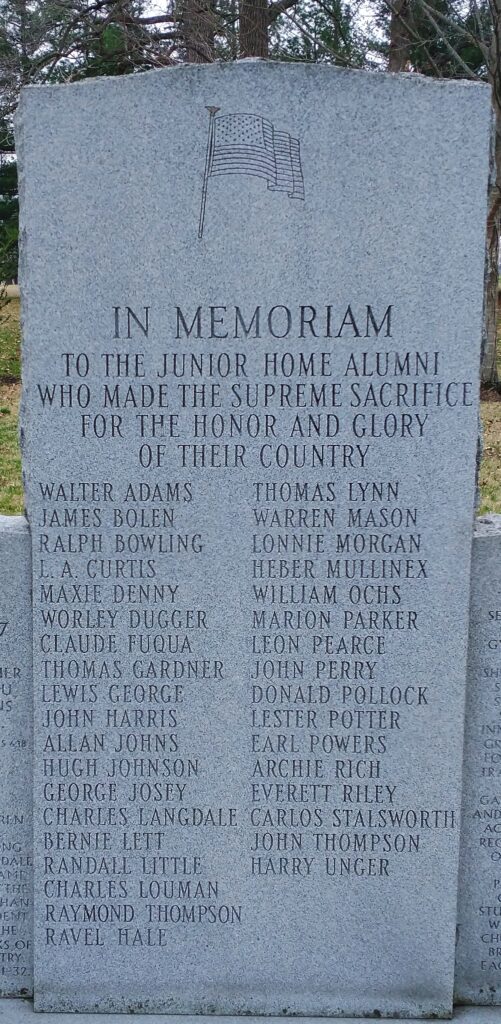 IN MEMORIAM
TO THE JUNIOR HOME ALUMNI
WHO MADE THE SUPREME SACRIFICE
FOR THE HONOR AND GLORY
OF THEIR COUNTRY
WALTER ADAMS
JAMES BOLEN
RALPH BOWLING
L. A. CURTIS
MAXIE DENNY
WORLEY DUGGER
CLAUDE FUQUA
THOMAS GARDNER
LEWIS GEORGE
JOHN HARRIS
ALLAN JOHNS
HUGH JOHNSON
GEORGE JOSEY
CHARLES LANGDALE
BERNIE LETT
RANDALL LITTLE
CHARLES LOUMAN
RAYMOND THOMPSON
RAVEL HALE
THOMAS LYNN
WARREN MASON
LONNIE MORGAN
HEBER MULLINEX
WILLIAM OCHS
MARION PARKER
LEON PEARCE
JOHN PERRY
DONALD POLLOCK
LESTER POTTER
EARL POWERS
ARCHIE RICH
EVERETT RILEY
CARLOS STALSWORTH
JOHN THOMPSON
HARRY UNGER